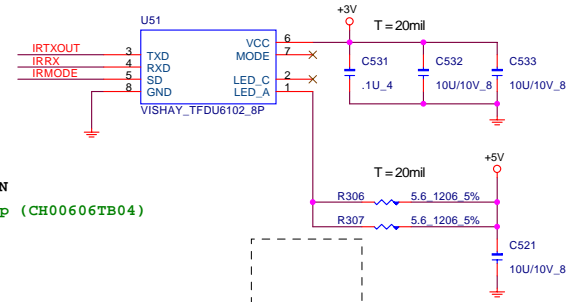 U51
+3V
T = 20mil
IRTXOUT 3 TXD VCC 6
IRRX 4 RXD MODE 7
IRMODE 5 SD LED_C 2
8 GND LED_A 1
VISHAY_TFDU6102_8P
C531 C532 C533
.1U_4 10U/10V_8 10U/10V_8
+5V
T = 20mil
N
R306 5.6_1206_5%
p (CH00606TB04)
R307 5.6_1206_5%
C521
10U/10V_8